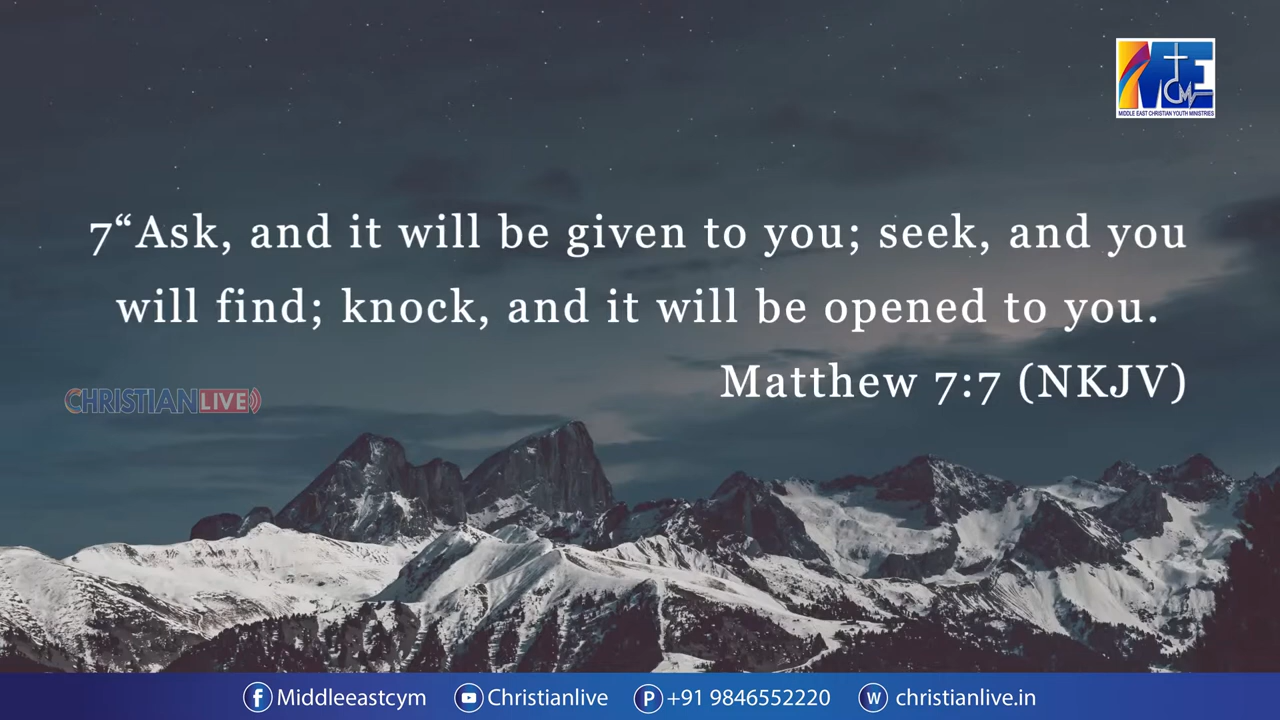 MECM
MIDDLE EAST CHRISTIAN YOUTH MINISTRIES
7“Ask, and it will be given to you; seek, and you
will find; knock, and it will be opened to you.
Matthew 7:7 (NKJV)
CHRISTIANLIVE
f Middleeastcym Christianlive P +91 9846552220 W christianlive.in